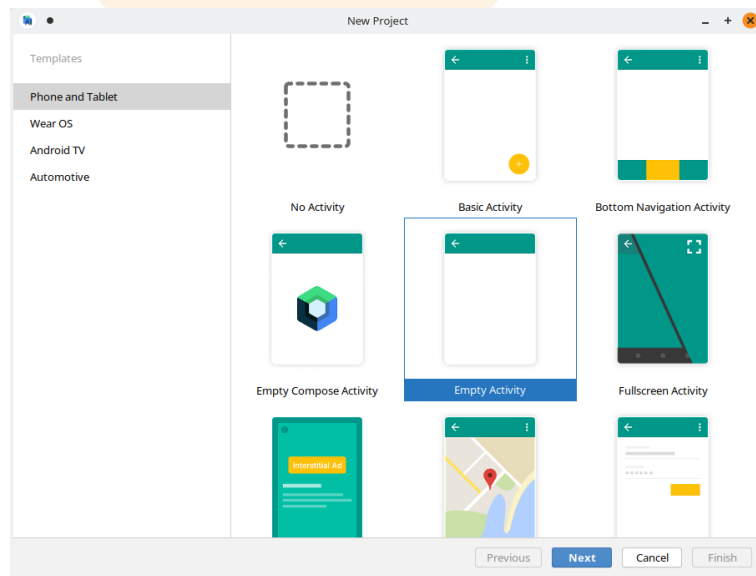 New Project
Templates
Phone and Tablet
Wear OS
Android TV
Automotive
No Activity
Basic Activity
Bottom Navigation Activity
Empty Compose Activity
Empty Activity
Fullscreen Activity
Interstitial Ad
Previous
Next
Cancel
Finish